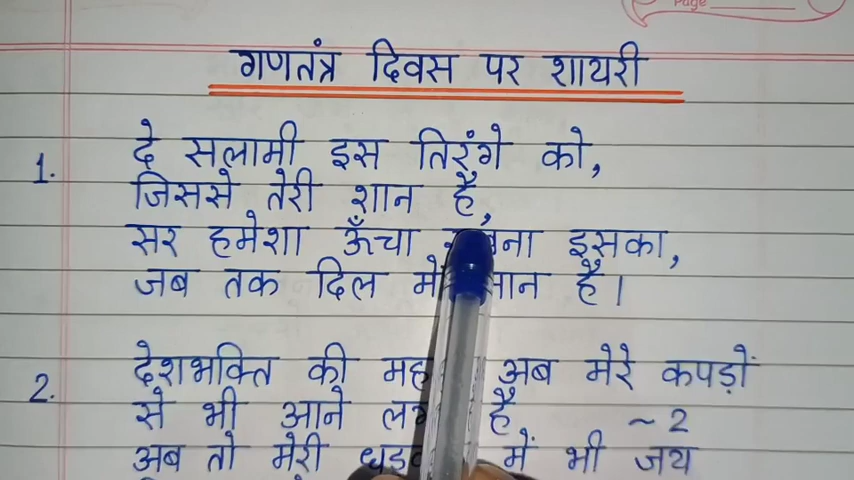 Page
गणतंत्र दिवस पर शायरी
1. दे सलामी इस तिरंगे को,
जिससे तेरी शान है,
सर हमेशा ऊँचा इसका,
जब तक दिल में है।
2. देशभक्ति की अब मेरे कपड़ों
से भी आने है ~2
अब तो मेरी में भी जय